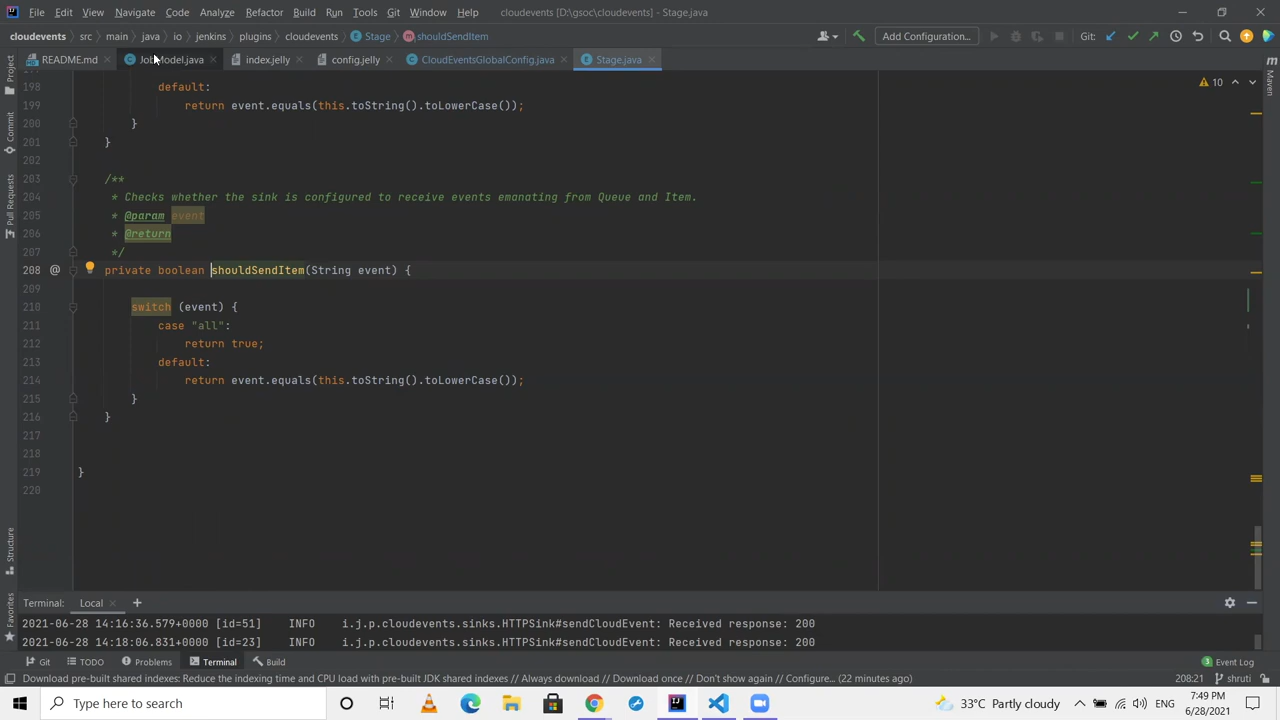 File Edit View Navigate Code Analyze Refactor Build Run Tools Git Window Help cloudevents [D:\gsoc\cloudevents] - Stage.java
cloudevents src main java io jenkins plugins cloudevents Stage shouldSendItem Add Configuration... Git:
README.md JobModel.java index.jelly config.jelly CloudEventsGlobalConfig.java Stage.java
Project
Commit
Pull Requests
Structure
Favorites
Maven
10
198 default:
199 return event.equals(this.toString().toLowerCase());
200 }
201 }
202
203 /**
204 * Checks whether the sink is configured to receive events emanating from Queue and Item.
205 * @param event
206 * @return
207 */
208 @ private boolean shouldSendItem(String event) {
209
210 switch (event) {
211 case "all":
212 return true;
213 default:
214 return event.equals(this.toString().toLowerCase());
215 }
216 }
217
218
219 }
220
Terminal: Local
2021-06-28 14:16:36.579+0000 [id=51] INFO i.j.p.cloudevents.sinks.HTTPSink#sendCloudEvent: Received response: 200
2021-06-28 14:18:06.831+0000 [id=23] INFO i.j.p.cloudevents.sinks.HTTPSink#sendCloudEvent: Received response: 200
Git TODO Problems Terminal Build 3 Event Log
Download pre-built shared indexes: Reduce the indexing time and CPU load with pre-built JDK shared indexes // Always download // Download once // Don't show again // Configure... (22 minutes ago) 208:21 shruti
Type here to search 33°C Partly cloudy ENG 7:49 PM
6/28/2021